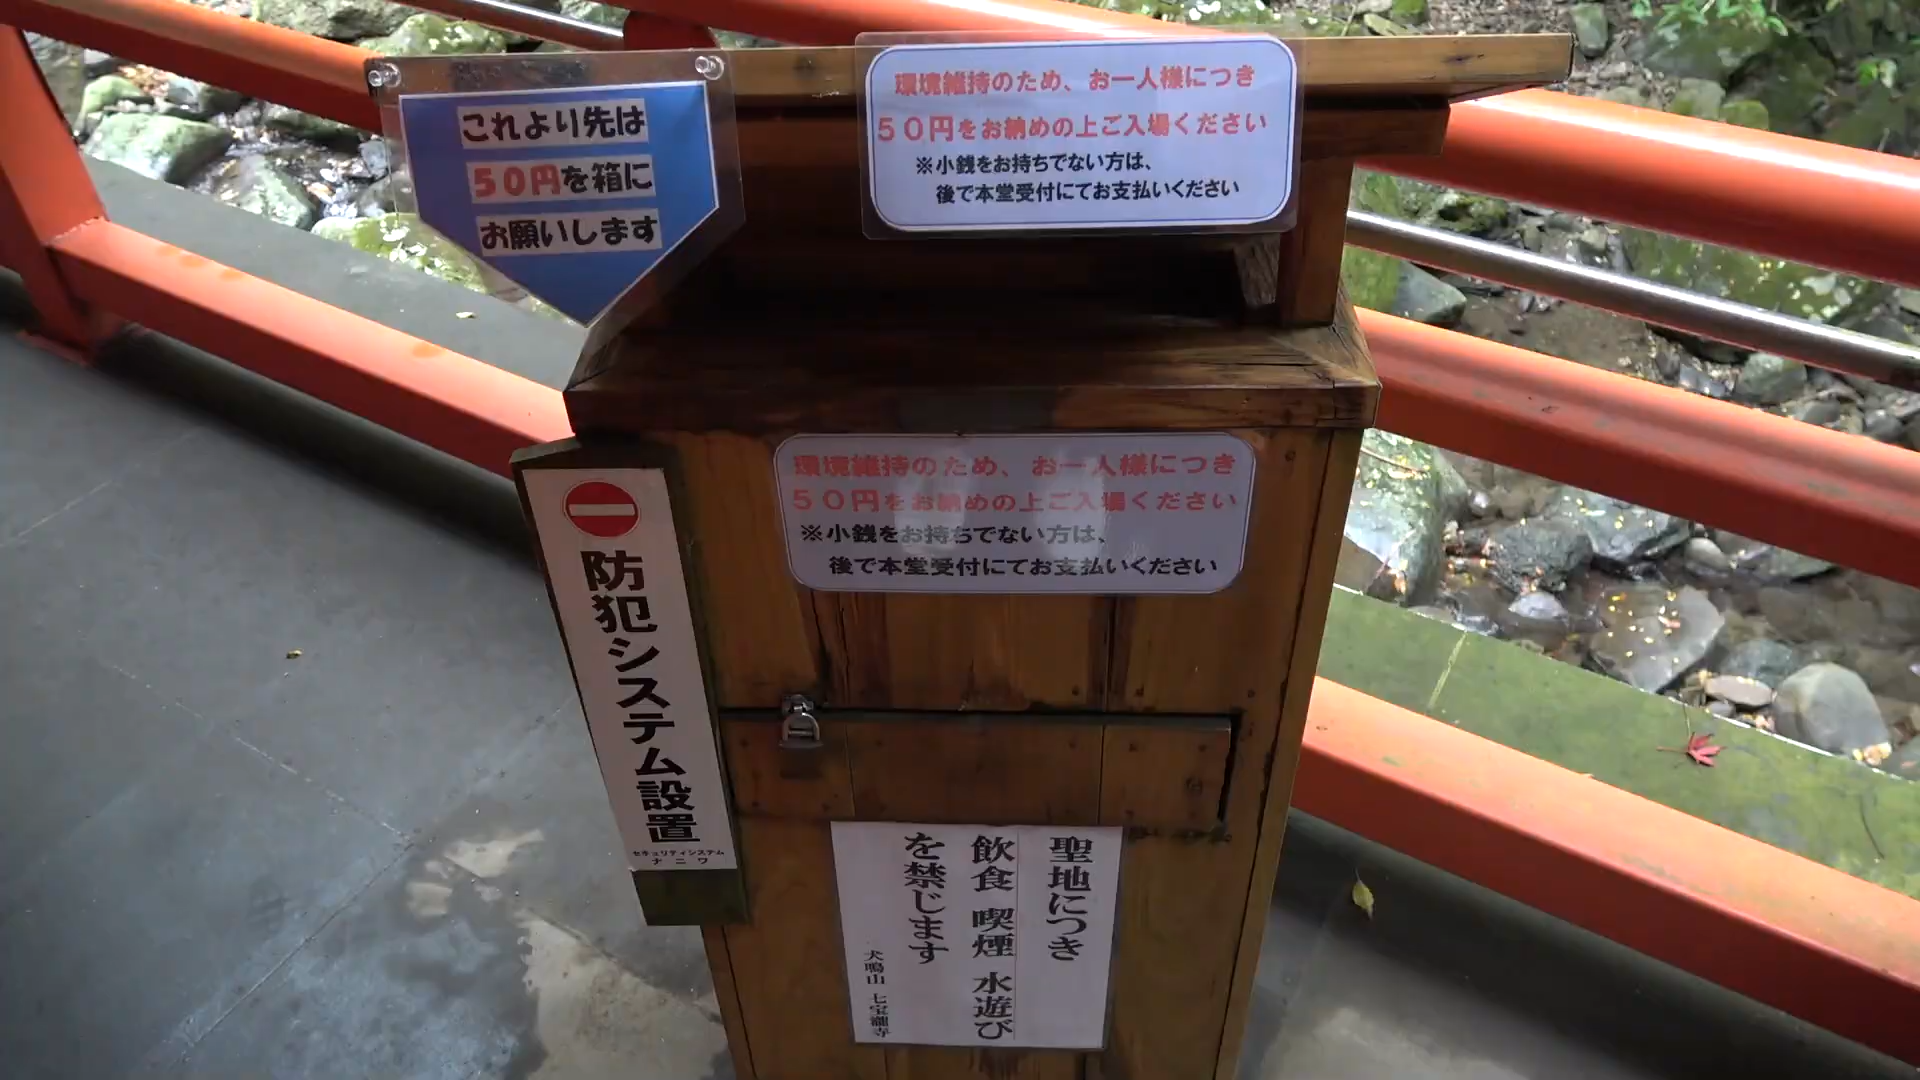 これより先は
50円を箱に
お願いします
環境維持のため、お一人様につき
50円をお納めの上ご入場ください
※小銭をお持ちでない方は、
後で本堂受付にてお支払いください
環境維持のため、お一人様につき
50円をお納めの上ご入場ください
※小銭をお持ちでない方は、
後で本堂受付にてお支払いください
防犯システム設置
セキュリティシステム
ナニワ
聖地につき
飲食 喫煙 水遊び
を禁じます
犬鳴山 七宝瀧寺